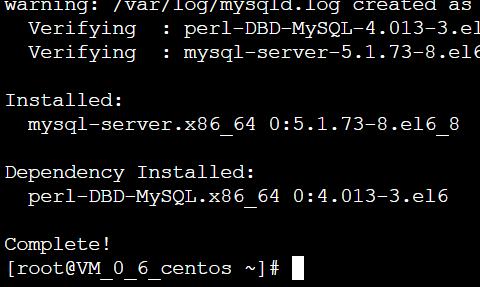 warning: /var/log/mysqld.log created as
Verifying  : perl-DBD-MySQL-4.013-3.el
Verifying  : mysql-server-5.1.73-8.el6
Installed:
mysql-server.x86_64 0:5.1.73-8.el6_8
Dependency Installed:
perl-DBD-MySQL.x86_64 0:4.013-3.el6
Complete!
[root@VM_0_6_centos ~]#